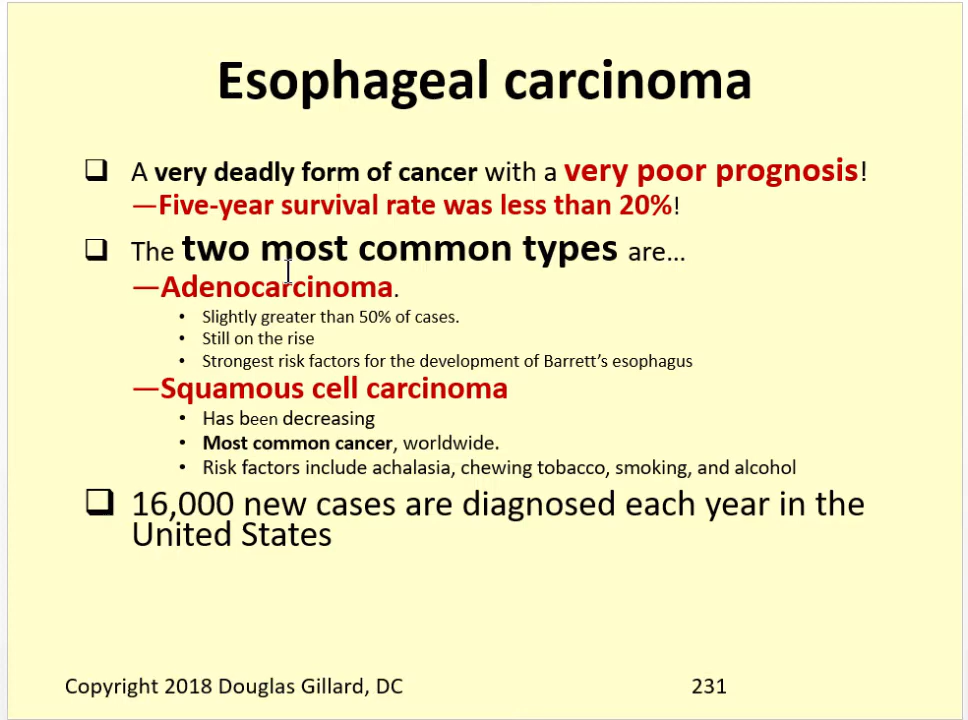 Esophageal carcinoma
❑ A very deadly form of cancer with a very poor prognosis!
—Five-year survival rate was less than 20%!
❑ The two most common types are…
—Adenocarcinoma.
• Slightly greater than 50% of cases.
• Still on the rise
• Strongest risk factors for the development of Barrett’s esophagus
—Squamous cell carcinoma
• Has been decreasing
• Most common cancer, worldwide.
• Risk factors include achalasia, chewing tobacco, smoking, and alcohol
❑ 16,000 new cases are diagnosed each year in the
United States
Copyright 2018 Douglas Gillard, DC 231